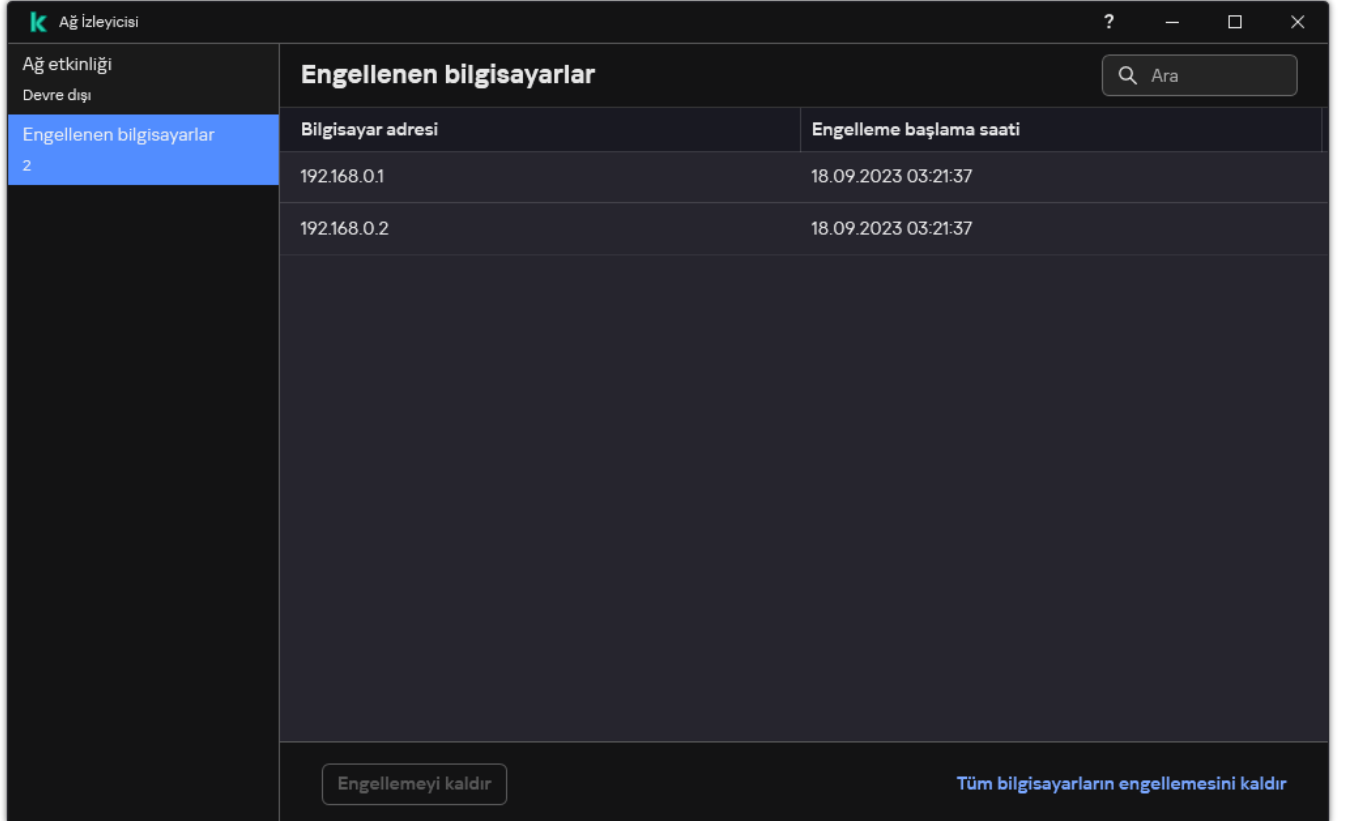 Ağ İzleyicisi
?
Ağ etkinliği
Devre dışı
Engellenen bilgisayarlar
2
Engellenen bilgisayarlar
Ara
Bilgisayar adresi Engelleme başlama saati
192.168.0.1 18.09.2023 03:21:37
192.168.0.2 18.09.2023 03:21:37
Engellemeyi kaldır Tüm bilgisayarların engellemesini kaldır